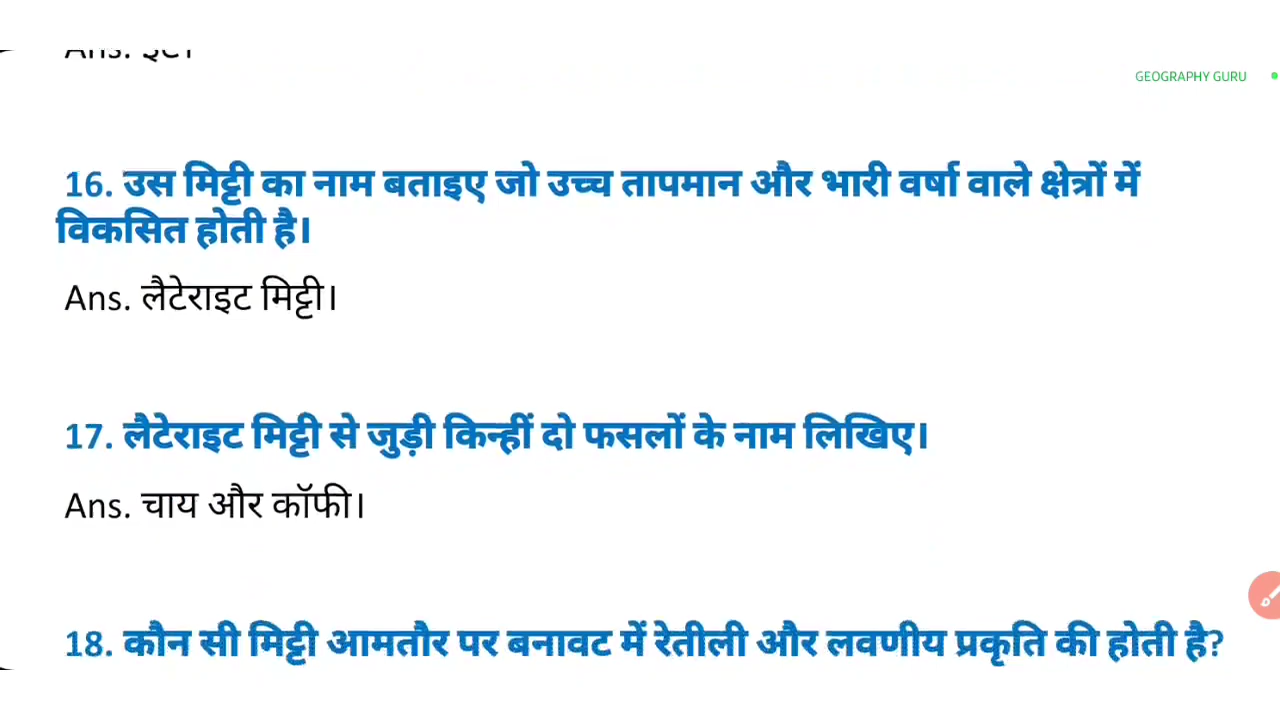 GEOGRAPHY GURU
16. उस मिट्टी का नाम बताइए जो उच्च तापमान और भारी वर्षा वाले क्षेत्रों में
विकसित होती है।
Ans. लैटेराइट मिट्टी।
17. लैटेराइट मिट्टी से जुड़ी किन्हीं दो फसलों के नाम लिखिए।
Ans. चाय और कॉफी।
18. कौन सी मिट्टी आमतौर पर बनावट में रेतीली और लवणीय प्रकृति की होती है?